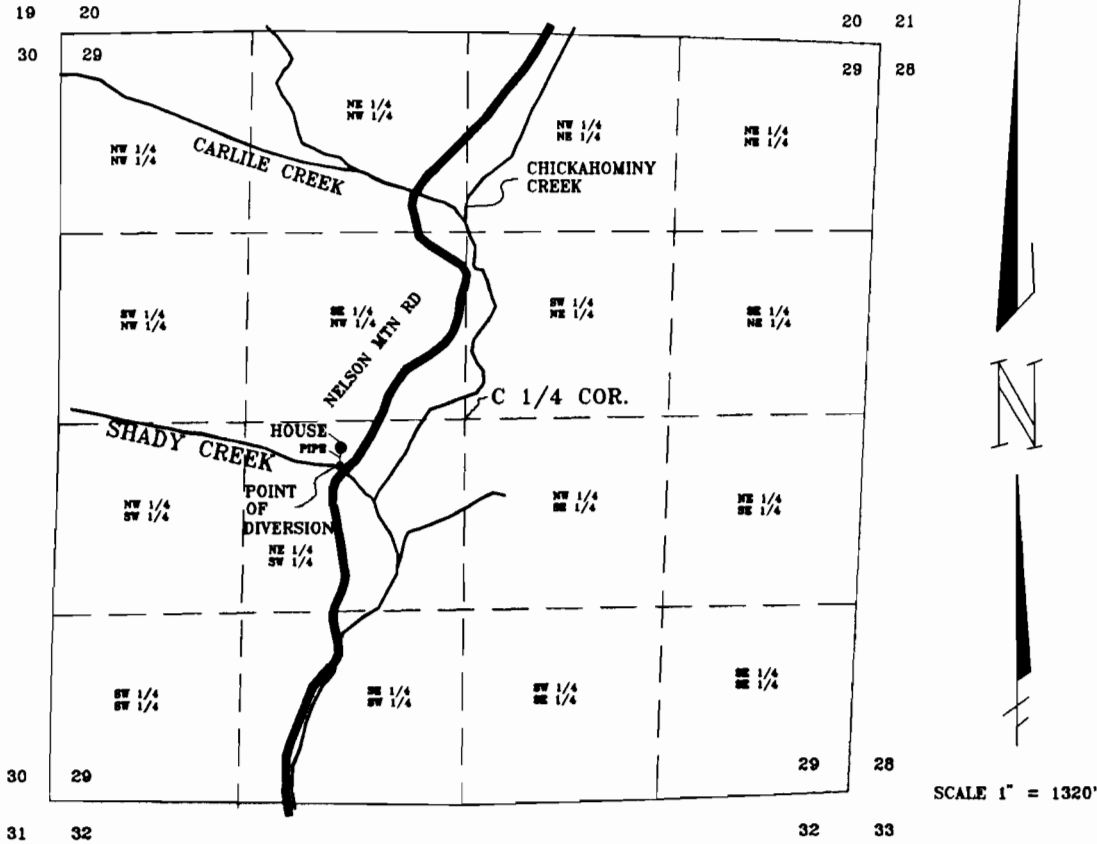 19 20
20 21
30 29
29 28
NE 1/4
NW 1/4
NW 1/4
NE 1/4
NE 1/4
NE 1/4
NW 1/4
NW 1/4
CARLILE CREEK
CHICKAHOMINY
CREEK
SW 1/4
NW 1/4
SE 1/4
NW 1/4
SW 1/4
NE 1/4
SE 1/4
NE 1/4
NELSON MTN RD
N
C 1/4 COR.
SHADY CREEK
HOUSE
PIPE
POINT
OF
DIVERSION
NW 1/4
SW 1/4
NE 1/4
SW 1/4
NW 1/4
SE 1/4
NE 1/4
SE 1/4
SW 1/4
SW 1/4
SE 1/4
SW 1/4
SW 1/4
SE 1/4
SE 1/4
SE 1/4
30 29
29 28
SCALE 1" = 1320'
31 32
32 33